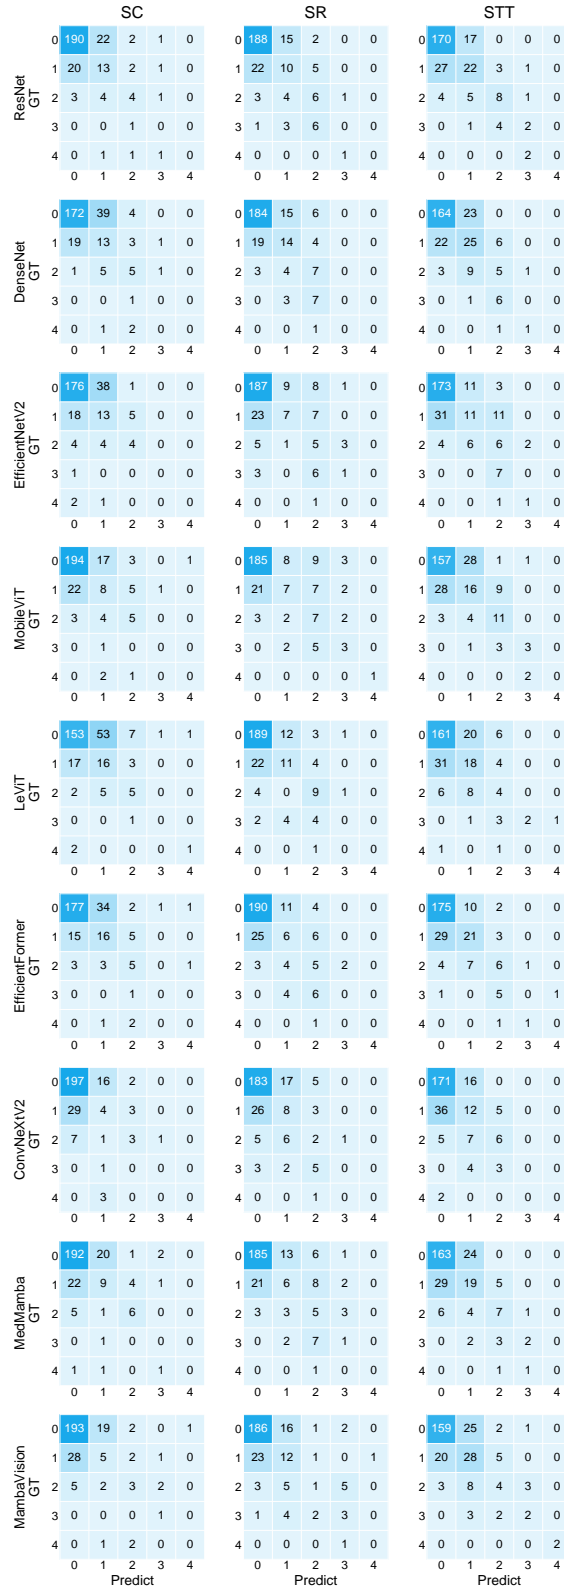 SC SR STT
ResNet
GT
0 190 22 2 1 0 0 188 15 2 0 0 0 170 17 0 0 0
1 20 13 2 1 0 1 22 10 5 0 0 1 27 22 3 1 0
2 3 4 4 1 0 2 3 4 6 1 0 2 4 5 8 1 0
3 0 0 1 0 0 3 1 3 6 0 0 3 0 1 4 2 0
4 0 1 1 1 0 4 0 0 0 1 0 4 0 0 0 2 0
0 1 2 3 4 0 1 2 3 4 0 1 2 3 4
DenseNet
GT
0 172 39 4 0 0 0 184 15 6 0 0 0 164 23 0 0 0
1 19 13 3 1 0 1 19 14 4 0 0 1 22 25 6 0 0
2 1 5 5 1 0 2 3 4 7 0 0 2 3 9 5 1 0
3 0 0 1 0 0 3 0 3 7 0 0 3 0 1 6 0 0
4 0 1 2 0 0 4 0 0 1 0 0 4 0 0 1 1 0
0 1 2 3 4 0 1 2 3 4 0 1 2 3 4
EfficientNetV2
GT
0 176 38 1 0 0 0 187 9 8 1 0 0 173 11 3 0 0
1 18 13 5 0 0 1 23 7 7 0 0 1 31 11 11 0 0
2 4 4 4 0 0 2 5 1 5 3 0 2 4 6 6 2 0
3 1 0 0 0 0 3 3 0 6 1 0 3 0 0 7 0 0
4 2 1 0 0 0 4 0 0 1 0 0 4 0 0 1 1 0
0 1 2 3 4 0 1 2 3 4 0 1 2 3 4
MobileViT
GT
0 194 17 3 0 1 0 185 8 9 3 0 0 157 28 1 1 0
1 22 8 5 1 0 1 21 7 7 2 0 1 28 16 9 0 0
2 3 4 5 0 0 2 3 2 7 2 0 2 3 4 11 0 0
3 0 1 0 0 0 3 0 2 5 3 0 3 0 1 3 3 0
4 0 2 1 0 0 4 0 0 0 0 1 4 0 0 0 2 0
0 1 2 3 4 0 1 2 3 4 0 1 2 3 4
LeViT
GT
0 153 53 7 1 1 0 189 12 3 1 0 0 161 20 6 0 0
1 17 16 3 0 0 1 22 11 4 0 0 1 31 18 4 0 0
2 2 5 5 0 0 2 4 0 9 1 0 2 6 8 4 0 0
3 0 0 1 0 0 3 2 4 4 0 0 3 0 1 3 2 1
4 2 0 0 0 1 4 0 0 1 0 0 4 1 0 1 0 0
0 1 2 3 4 0 1 2 3 4 0 1 2 3 4
EfficientFormer
GT
0 177 34 2 1 1 0 190 11 4 0 0 0 175 10 2 0 0
1 15 16 5 0 0 1 25 6 6 0 0 1 29 21 3 0 0
2 3 3 5 0 1 2 3 4 5 2 0 2 4 7 6 1 0
3 0 0 1 0 0 3 0 4 6 0 0 3 1 0 5 0 1
4 0 1 2 0 0 4 0 0 1 0 0 4 0 0 1 1 0
0 1 2 3 4 0 1 2 3 4 0 1 2 3 4
ConvNeXtV2
GT
0 197 16 2 0 0 0 183 17 5 0 0 0 171 16 0 0 0
1 29 4 3 0 0 1 26 8 3 0 0 1 36 12 5 0 0
2 7 1 3 1 0 2 5 6 2 1 0 2 5 7 6 0 0
3 0 1 0 0 0 3 3 2 5 0 0 3 0 4 3 0 0
4 0 3 0 0 0 4 0 0 1 0 0 4 2 0 0 0 0
0 1 2 3 4 0 1 2 3 4 0 1 2 3 4
MedMamba
GT
0 192 20 1 2 0 0 185 13 6 1 0 0 163 24 0 0 0
1 22 9 4 1 0 1 21 6 8 2 0 1 29 19 5 0 0
2 5 1 6 0 0 2 3 3 5 3 0 2 6 4 7 1 0
3 0 1 0 0 0 3 0 2 7 1 0 3 0 2 3 2 0
4 1 1 0 1 0 4 0 0 1 0 0 4 0 0 1 1 0
0 1 2 3 4 0 1 2 3 4 0 1 2 3 4
MambaVision
GT
0 193 19 2 0 1 0 186 16 1 2 0 0 159 25 2 1 0
1 28 5 2 1 0 1 23 12 1 0 1 1 20 28 5 0 0
2 5 2 3 2 0 2 3 5 1 5 0 2 3 8 4 3 0
3 0 0 0 1 0 3 1 4 2 3 0 3 0 3 2 2 0
4 0 1 2 0 0 4 0 0 0 1 0 4 0 0 0 0 2
0 1 2 3 4 0 1 2 3 4 0 1 2 3 4
Predict Predict Predict